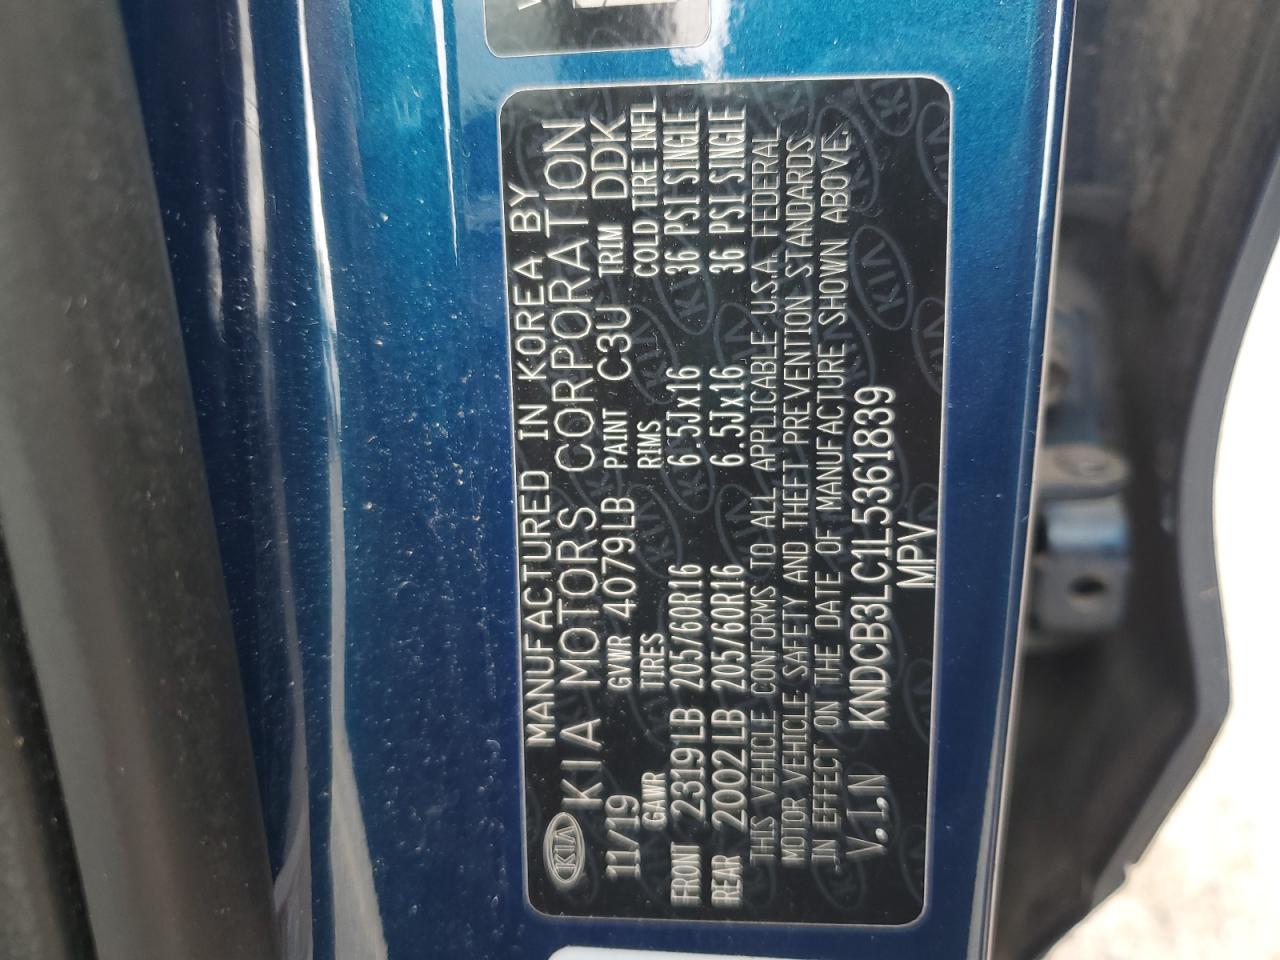 MANUFACTURED IN KOREA BY
KIA KIA MOTORS CORPORATION
11/19 GVWR 4079LB PAINT C3U TRIM DDK
GAWR TIRES RIMS COLD TIRE INFL
FRONT 2319LB 205/60R16 6.5Jx16 36 PSI SINGLE
REAR 2002LB 205/60R16 6.5Jx16 36 PSI SINGLE
THIS VEHICLE CONFORMS TO ALL APPLICABLE U.S.A. FEDERAL
MOTOR VEHICLE SAFETY AND THEFT PREVENTION STANDARDS
IN EFFECT ON THE DATE OF MANUFACTURE SHOWN ABOVE.
V.I.N KNDCB3LC1L5361839
MPV